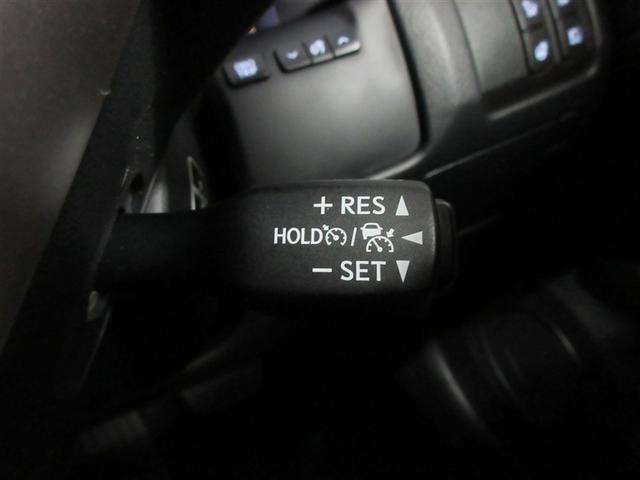 + RES ▲
HOLD / ◀
− SET ▼